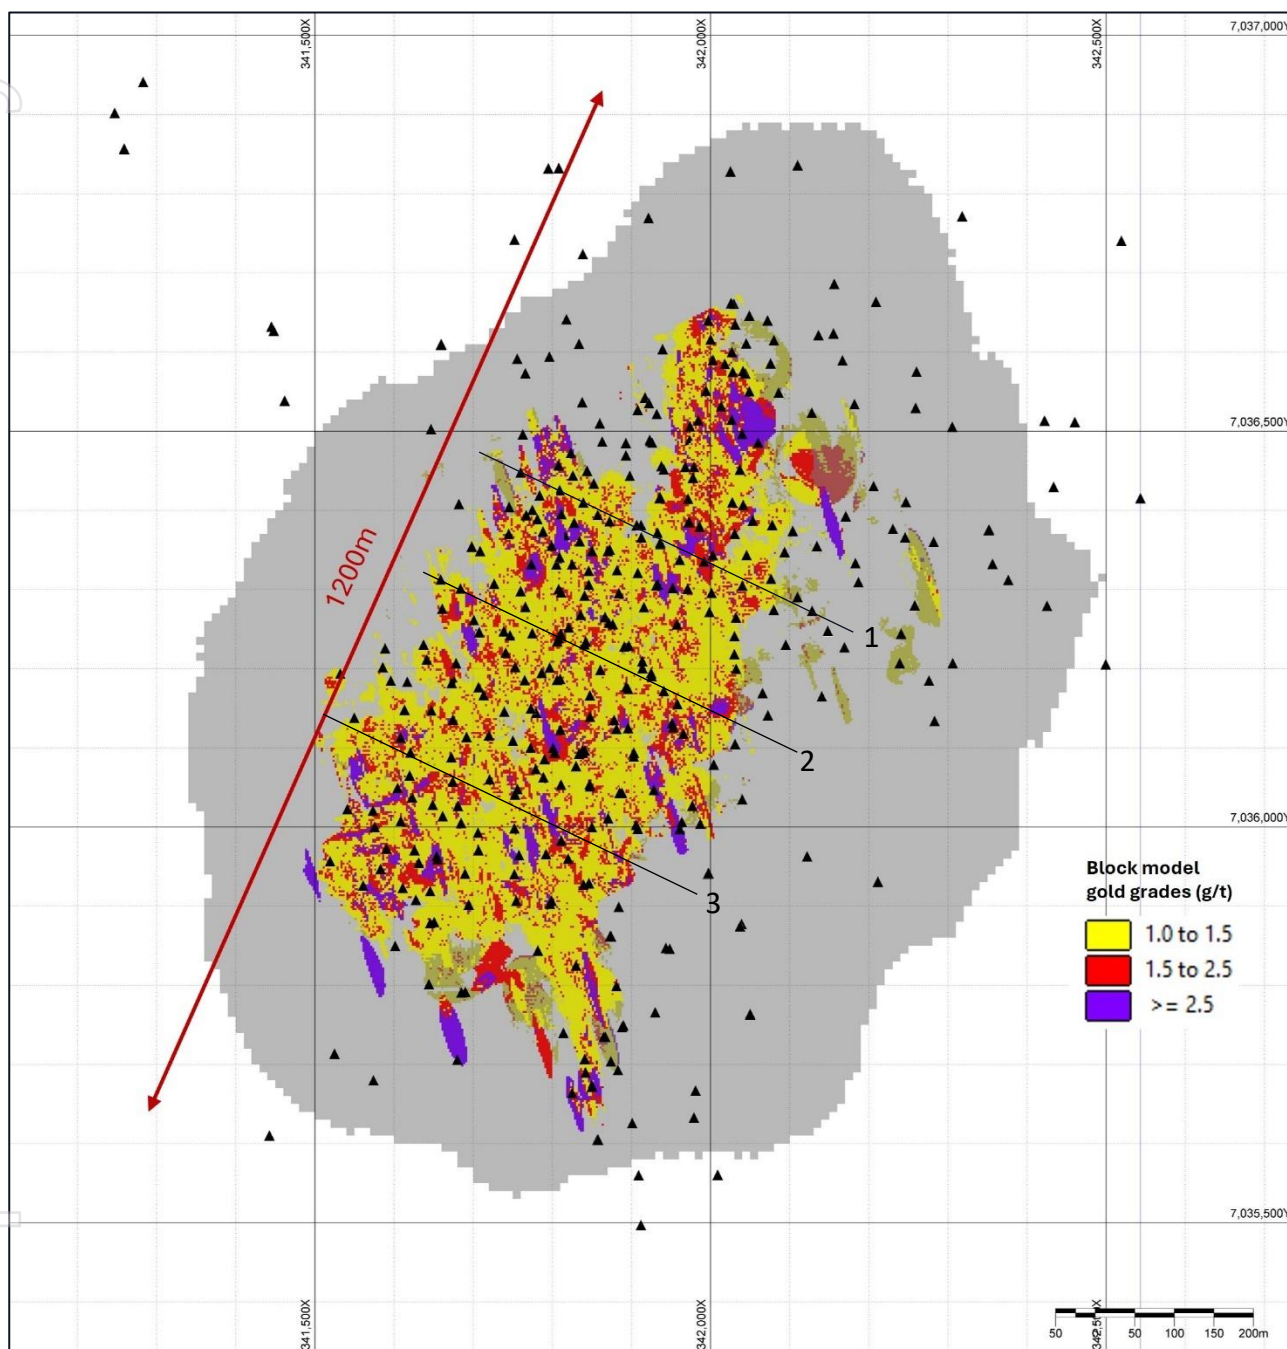 341,500X
342,000X
342,500X
7,037,000Y
1200m
7,036,500Y
1
2
7,036,000Y
3
Block model
gold grades (g/t)
1.0 to 1.5
1.5 to 2.5
>= 2.5
7,035,500Y
341,500X
342,000X
50 50 100 150 200m